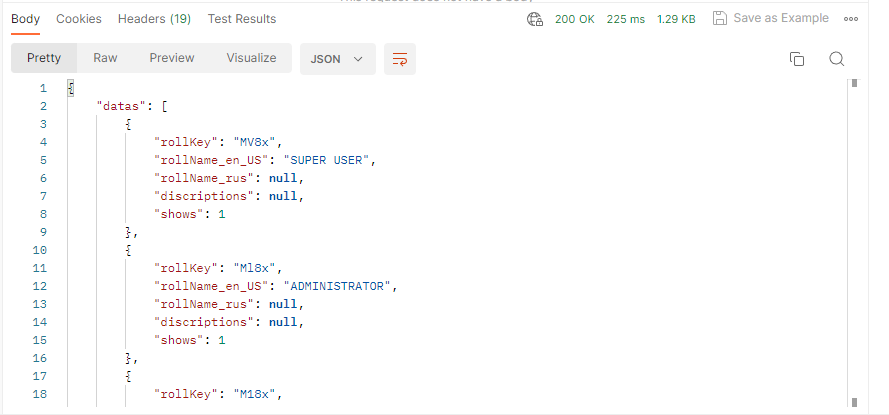 Body Cookies Headers (19) Test Results 200 OK 225 ms 1.29 KB Save as Example
Pretty Raw Preview Visualize JSON
1 {
2 "datas": [
3 {
4 "rollKey": "MV8x",
5 "rollName_en_US": "SUPER USER",
6 "rollName_rus": null,
7 "discriptions": null,
8 "shows": 1
9 },
10 {
11 "rollKey": "Ml8x",
12 "rollName_en_US": "ADMINISTRATOR",
13 "rollName_rus": null,
14 "discriptions": null,
15 "shows": 1
16 },
17 {
18 "rollKey": "M18x",